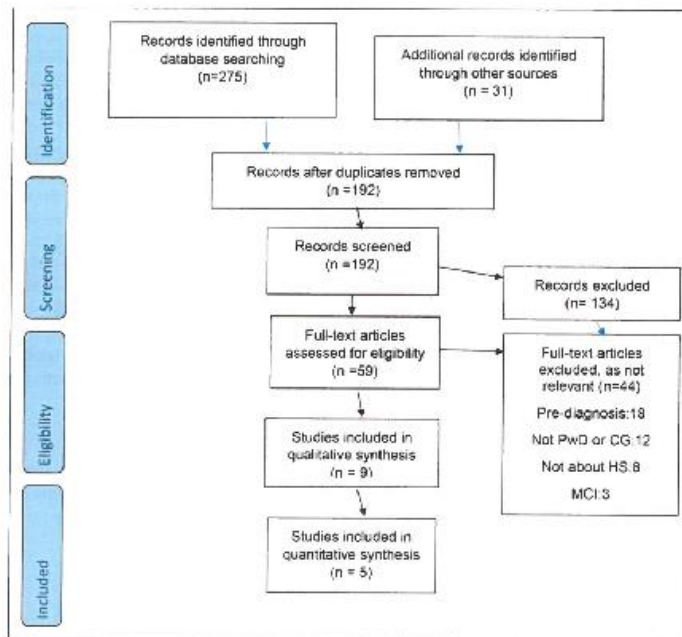 Identification
Records identified through
database searching
(n=275)
Additional records identified
through other sources
(n = 31)
Records after duplicates removed
(n =192)
Screening
Records screened
(n =192)
Records excluded
(n= 134)
Eligibility
Full-text articles
assessed for eligibility
(n =59)
Full-text articles
excluded, as not
relevant (n=44)
Pre-diagnosis:18
Not PwD or CG:12
Not about HS:8
MCI:3
Studies included in
qualitative synthesis
(n = 9)
Included
Studies included in
quantitative synthesis
(n = 5)